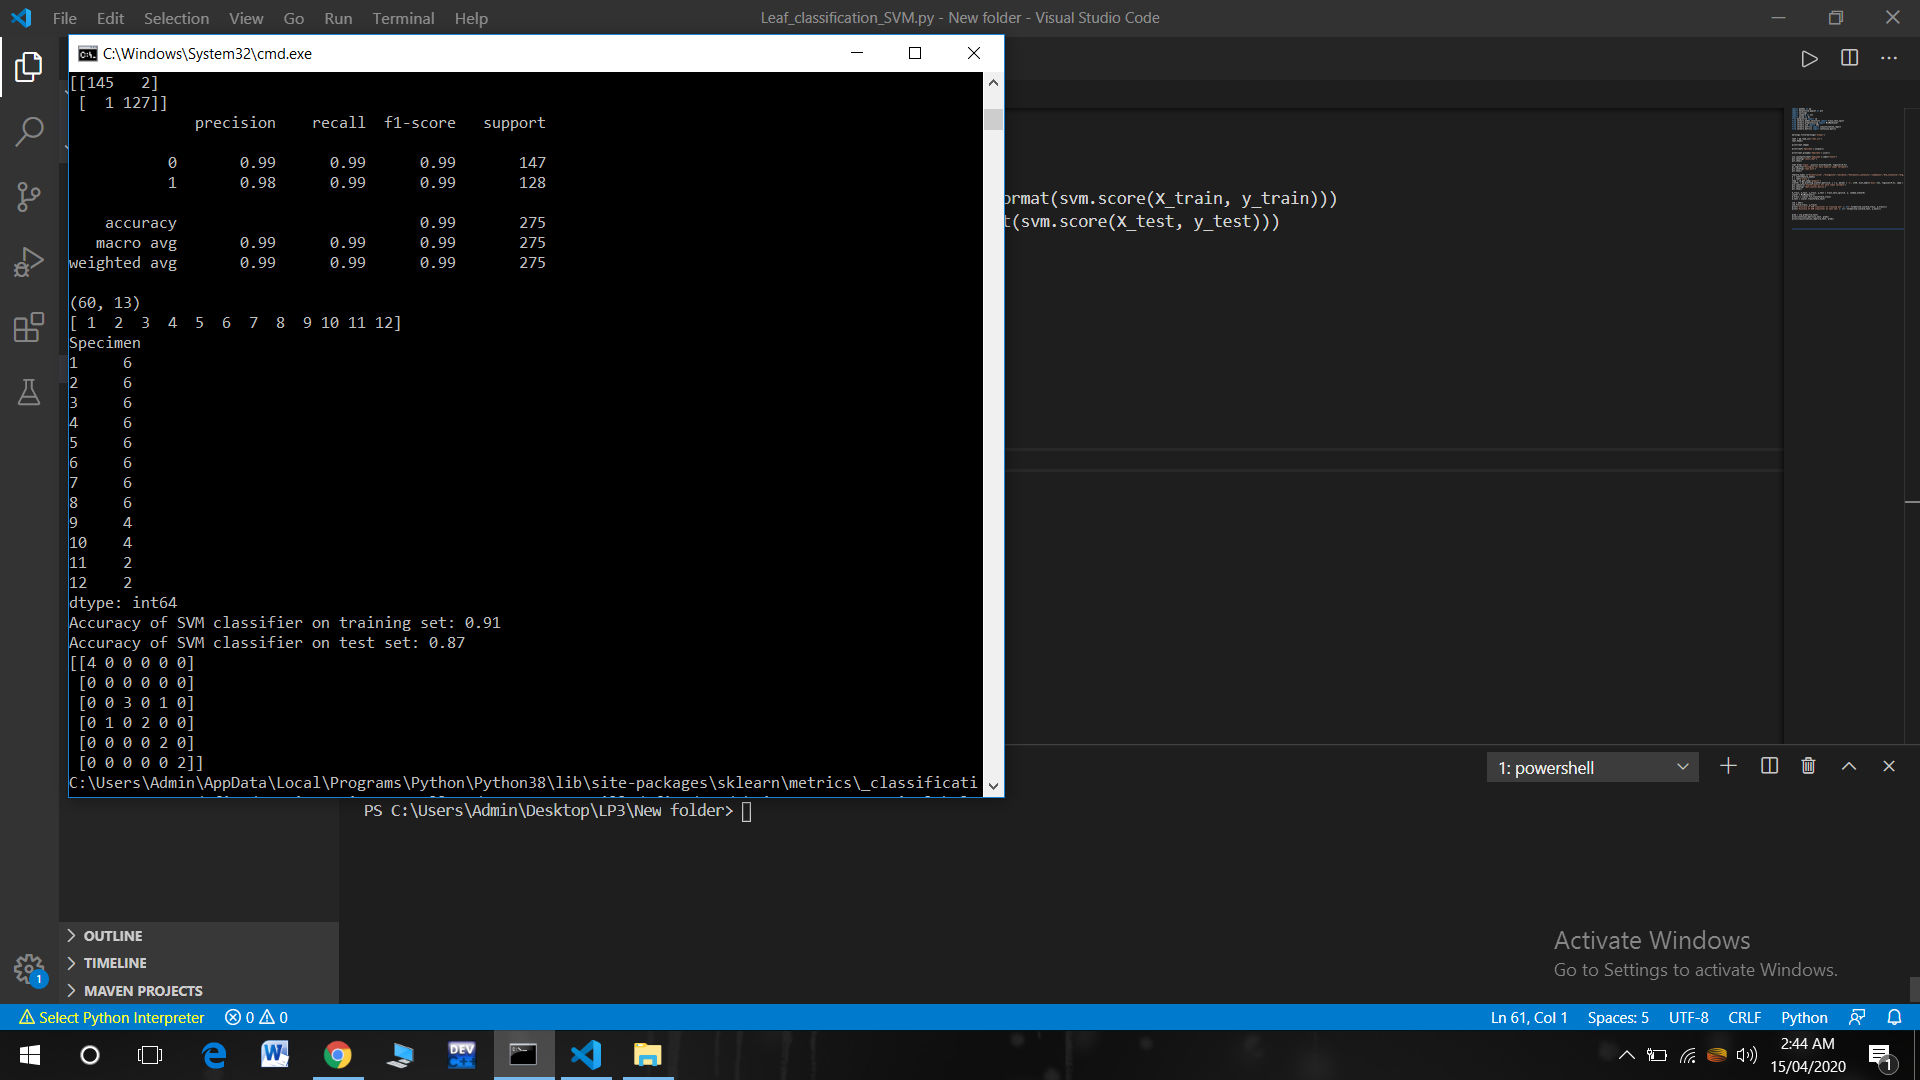 File Edit Selection View Go Run Terminal Help
Leaf_classification_SVM.py - New folder - Visual Studio Code
C:\Windows\System32\cmd.exe
[[145   2]
 [  1 127]]
              precision    recall  f1-score   support
           0       0.99      0.99      0.99       147
           1       0.98      0.99      0.99       128
    accuracy                           0.99       275
   macro avg       0.99      0.99      0.99       275
weighted avg       0.99      0.99      0.99       275
(60, 13)
[ 1  2  3  4  5  6  7  8  9 10 11 12]
Specimen
1     6
2     6
3     6
4     6
5     6
6     6
7     6
8     6
9     4
10    4
11    2
12    2
dtype: int64
Accuracy of SVM classifier on training set: 0.91
Accuracy of SVM classifier on test set: 0.87
[[4 0 0 0 0 0]
 [0 0 0 0 0 0]
 [0 0 3 0 1 0]
 [0 1 0 2 0 0]
 [0 0 0 0 2 0]
 [0 0 0 0 0 2]]
C:\Users\Admin\AppData\Local\Programs\Python\Python38\lib\site-packages\sklearn\metrics\_classificati
ormat(svm.score(X_train, y_train)))
t(svm.score(X_test, y_test)))
1: powershell
PS C:\Users\Admin\Desktop\LP3\New folder>
OUTLINE
TIMELINE
MAVEN PROJECTS
Activate Windows
Go to Settings to activate Windows.
1
Select Python Interpreter 0 0
Ln 61, Col 1 Spaces: 5 UTF-8 CRLF Python
W
DEV C++
2:44 AM
15/04/2020
1